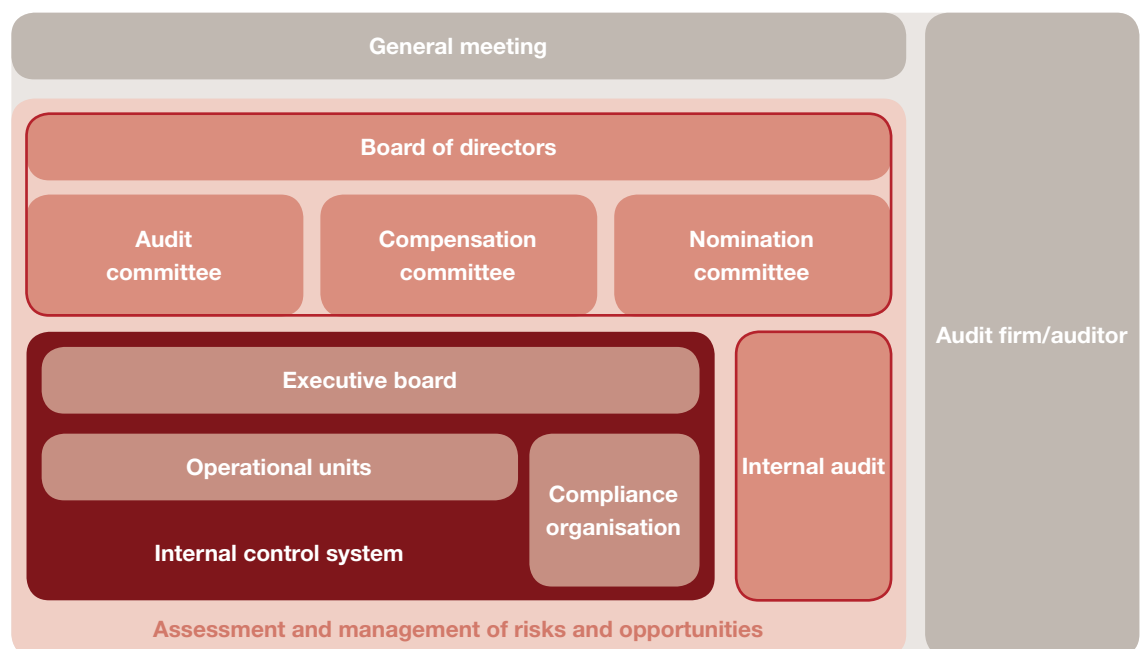 General meeting
Board of directors
Audit
committee
Compensation
committee
Nomination
committee
Audit firm/auditor
Executive board
Operational units
Compliance
organisation
Internal audit
Internal control system
Assessment and management of risks and opportunities